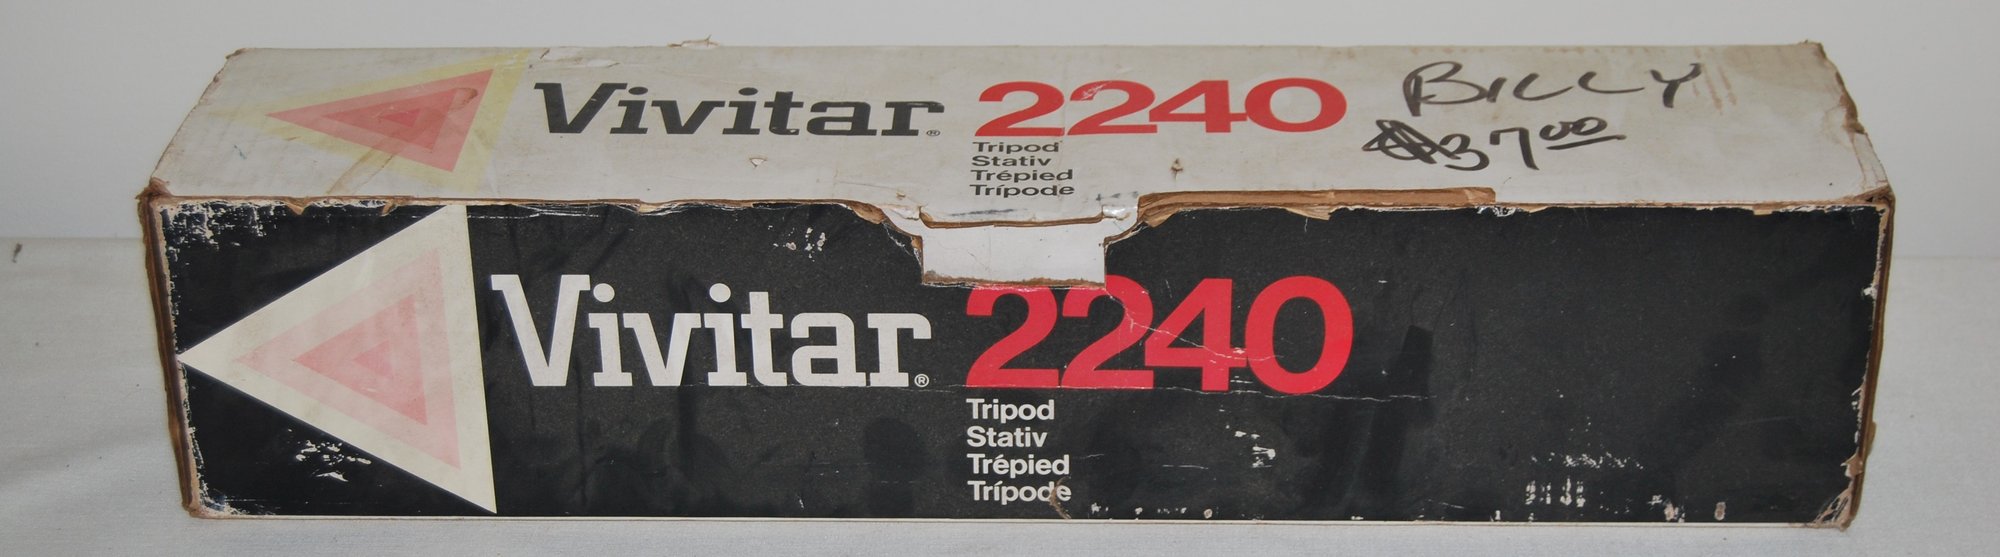 Vivitar® 2240
Tripod
Stativ
Trépied
Trípode
BILLY
$37.00
Vivitar® 2240
Tripod
Stativ
Trépied
Trípode